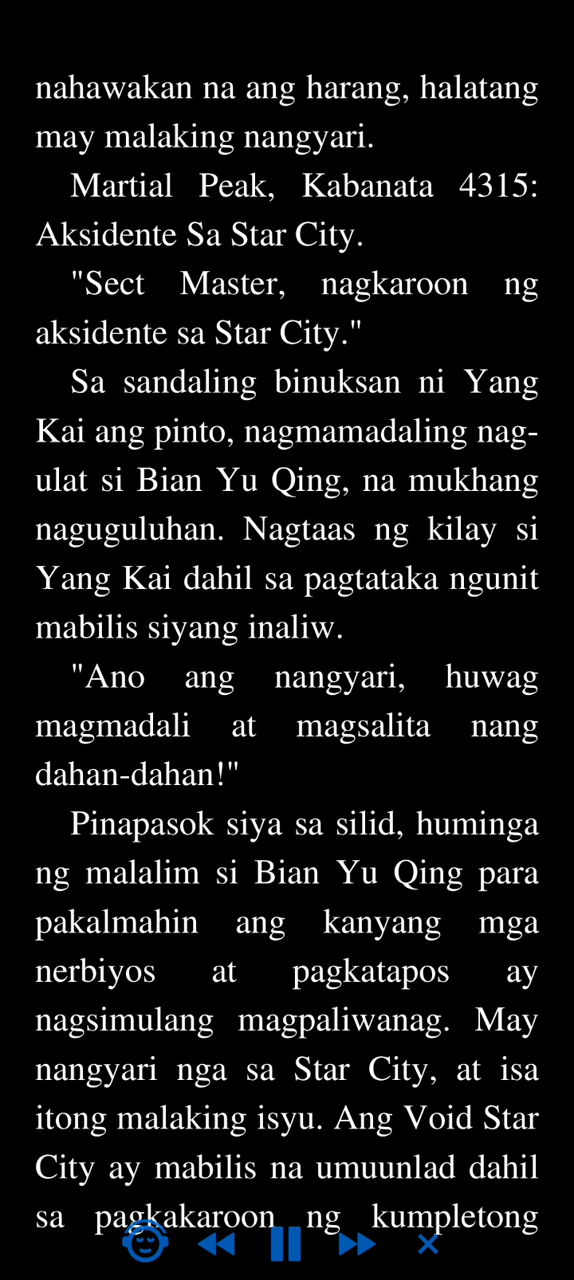 nahawakan na ang harang, halatang
may malaking nangyari.
Martial Peak, Kabanata 4315:
Aksidente Sa Star City.
"Sect Master, nagkaroon ng
aksidente sa Star City."
Sa sandaling binuksan ni Yang
Kai ang pinto, nagmamadaling nag-
ulat si Bian Yu Qing, na mukhang
naguguluhan. Nagtaas ng kilay si
Yang Kai dahil sa pagtataka ngunit
mabilis siyang inaliw.
"Ano ang nangyari, huwag
magmadali at magsalita nang
dahan-dahan!"
Pinapasok siya sa silid, huminga
ng malalim si Bian Yu Qing para
pakalmahin ang kanyang mga
nerbiyos at pagkatapos ay
nagsimulang magpaliwanag. May
nangyari nga sa Star City, at isa
itong malaking isyu. Ang Void Star
City ay mabilis na umuunlad dahil
sa pagkakaroon ng kumpletong